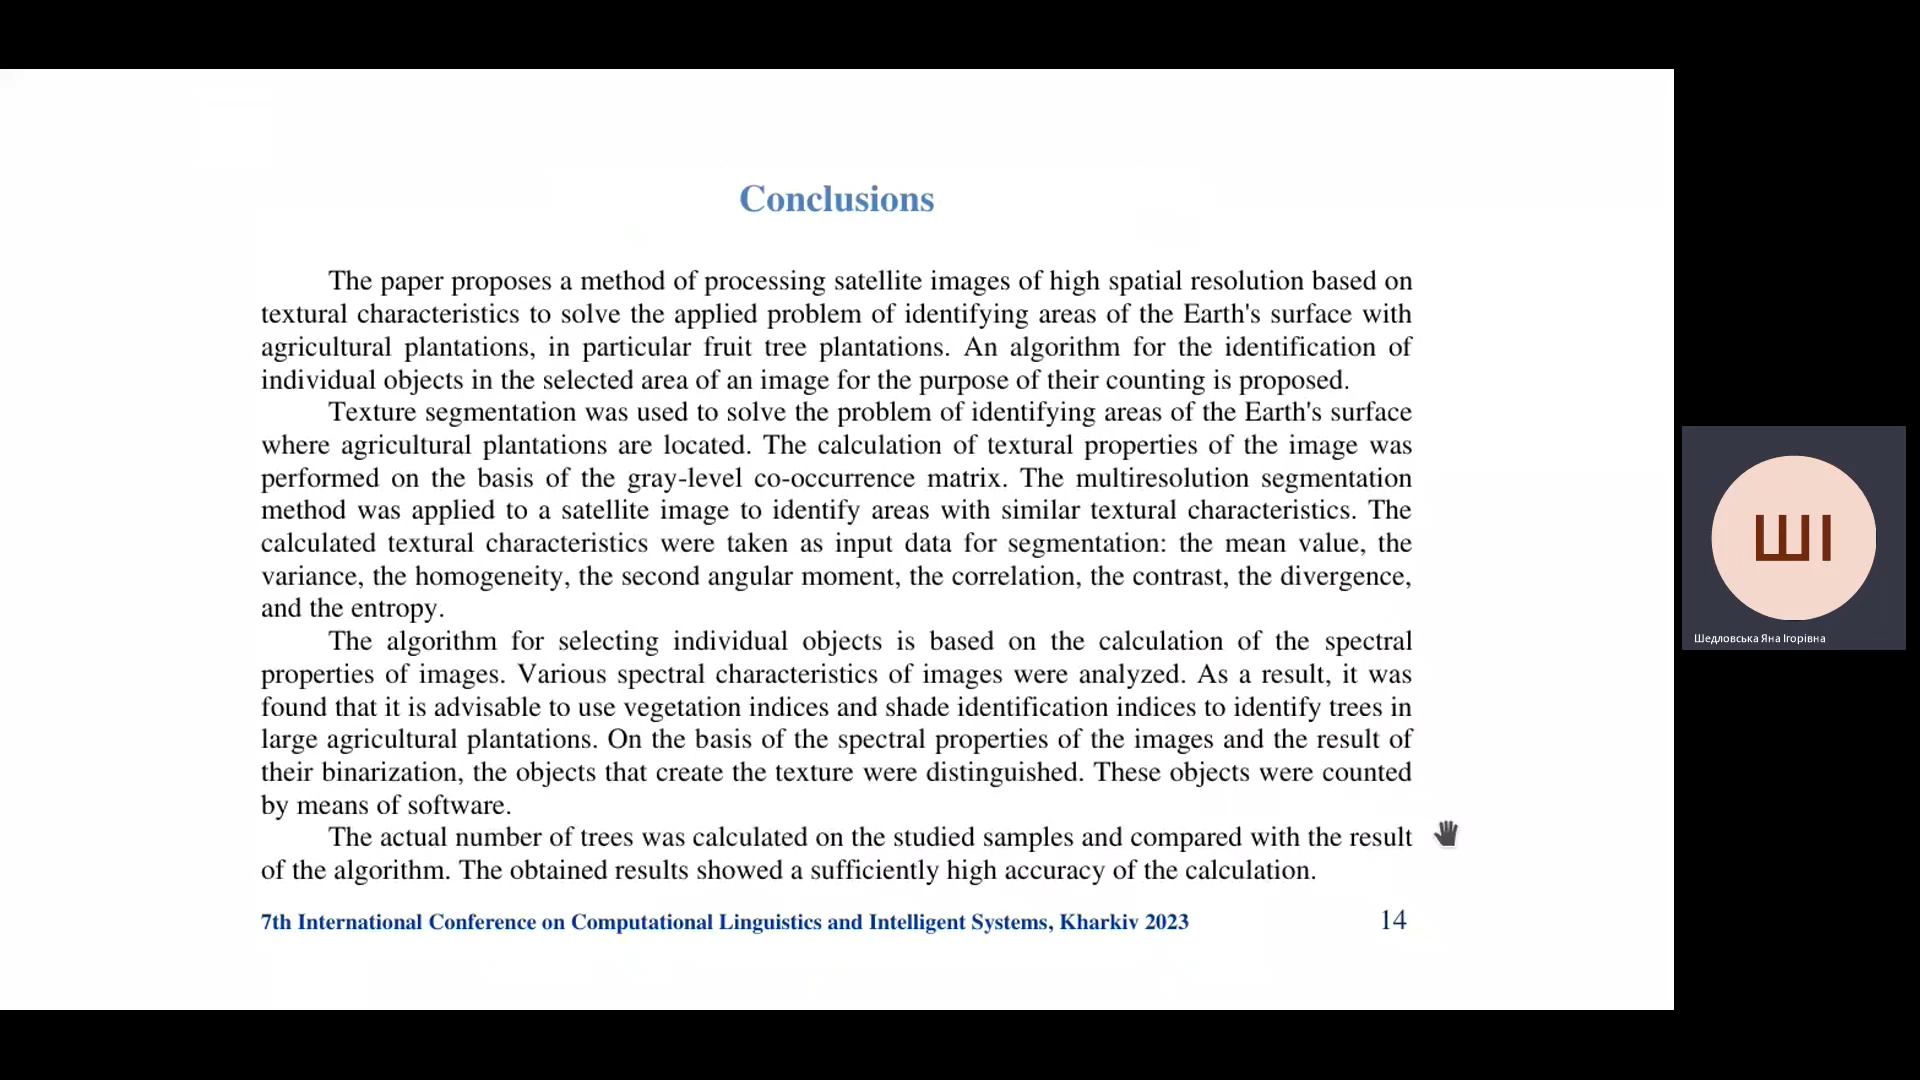 Conclusions
The paper proposes a method of processing satellite images of high spatial resolution based on
textural characteristics to solve the applied problem of identifying areas of the Earth's surface with
agricultural plantations, in particular fruit tree plantations. An algorithm for the identification of
individual objects in the selected area of an image for the purpose of their counting is proposed.
Texture segmentation was used to solve the problem of identifying areas of the Earth's surface
where agricultural plantations are located. The calculation of textural properties of the image was
performed on the basis of the gray-level co-occurrence matrix. The multiresolution segmentation
method was applied to a satellite image to identify areas with similar textural characteristics. The
calculated textural characteristics were taken as input data for segmentation: the mean value, the
variance, the homogeneity, the second angular moment, the correlation, the contrast, the divergence,
and the entropy.
The algorithm for selecting individual objects is based on the calculation of the spectral
properties of images. Various spectral characteristics of images were analyzed. As a result, it was
found that it is advisable to use vegetation indices and shade identification indices to identify trees in
large agricultural plantations. On the basis of the spectral properties of the images and the result of
their binarization, the objects that create the texture were distinguished. These objects were counted
by means of software.
The actual number of trees was calculated on the studied samples and compared with the result
of the algorithm. The obtained results showed a sufficiently high accuracy of the calculation.
7th International Conference on Computational Linguistics and Intelligent Systems, Kharkiv 2023 14
ШІ
Шедловська Яна Ігорівна